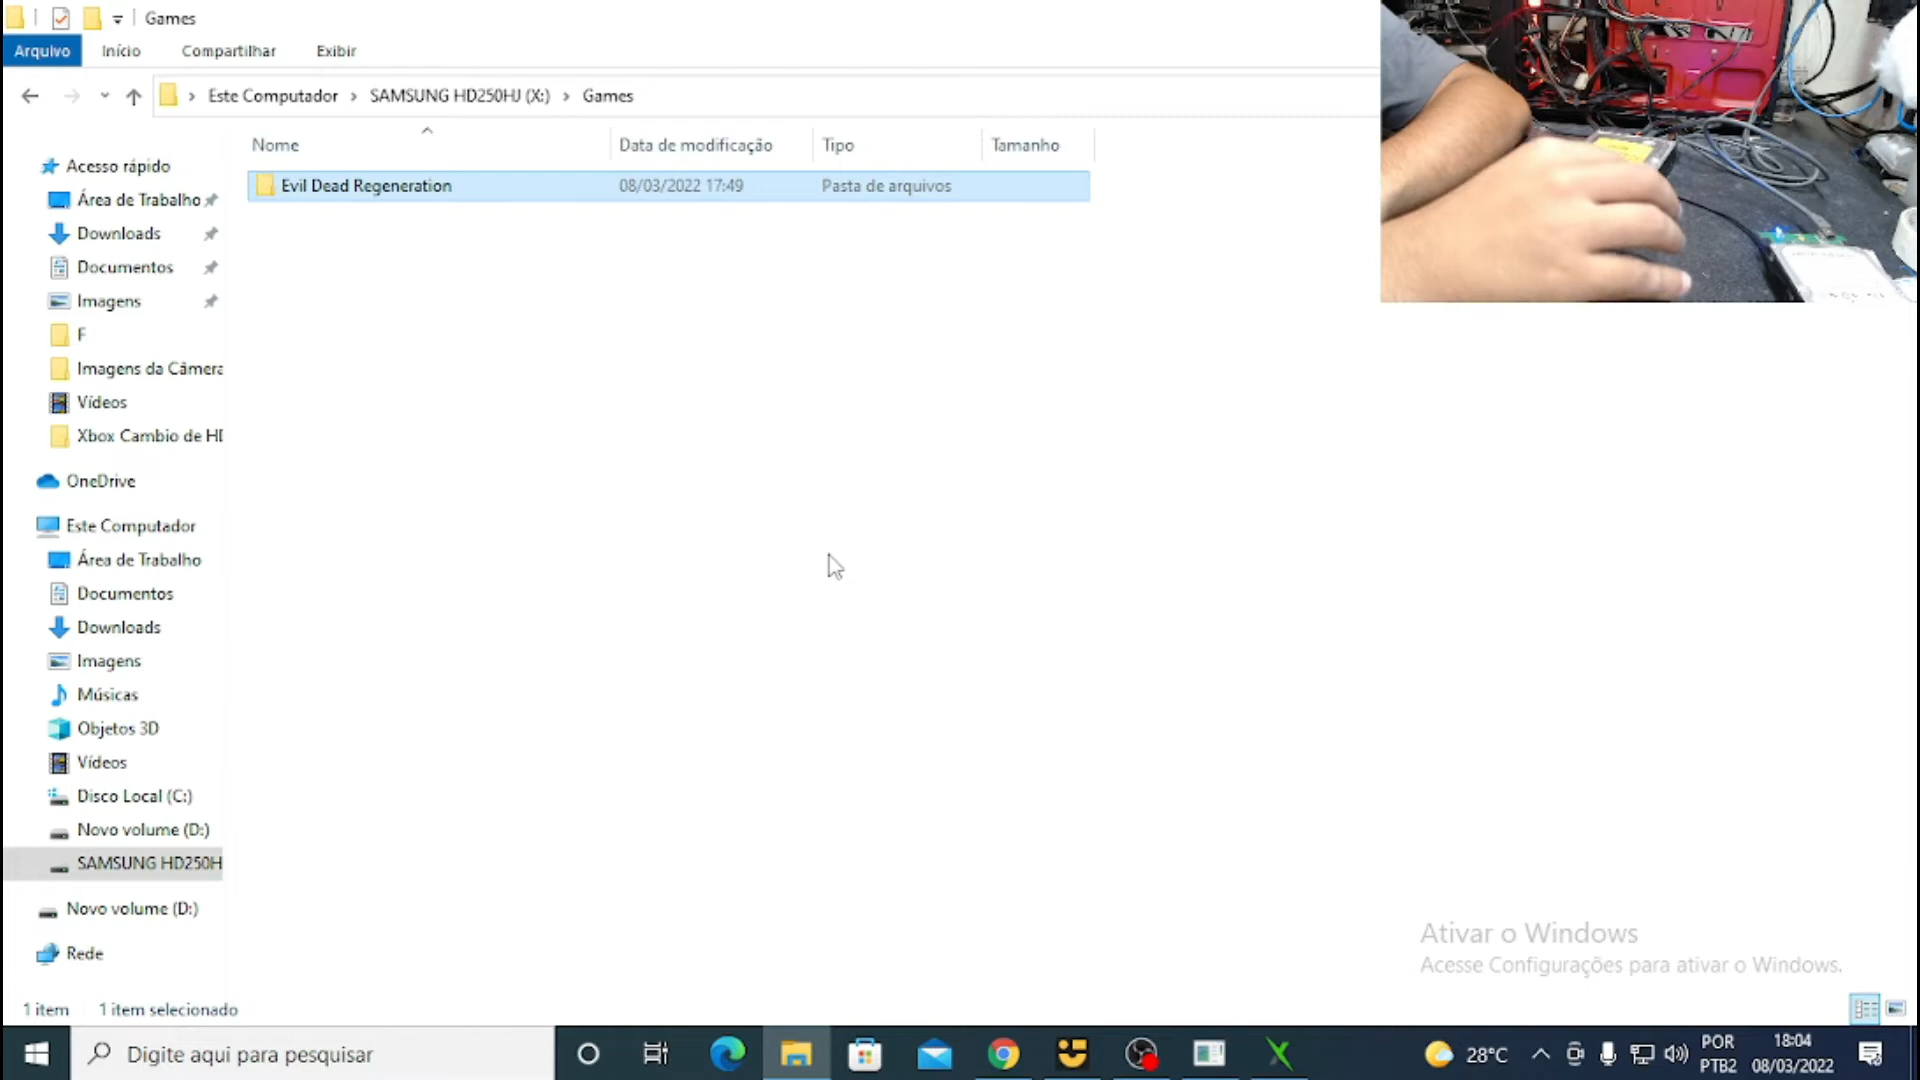 Games
Arquivo Início Compartilhar Exibir
Este Computador › SAMSUNG HD250HJ (X:) › Games
Nome Data de modificação Tipo Tamanho
Evil Dead Regeneration 08/03/2022 17:49 Pasta de arquivos
Acesso rápido
Área de Trabalho
Downloads
Documentos
Imagens
F
Imagens da Câmera
Vídeos
Xbox Cambio de HD
OneDrive
Este Computador
Área de Trabalho
Documentos
Downloads
Imagens
Músicas
Objetos 3D
Vídeos
Disco Local (C:)
Novo volume (D:)
SAMSUNG HD250H
Novo volume (D:)
Rede
Ativar o Windows
Acesse Configurações para ativar o Windows.
1 item 1 item selecionado
Digite aqui para pesquisar
28°C
POR
PTB2
18:04
08/03/2022